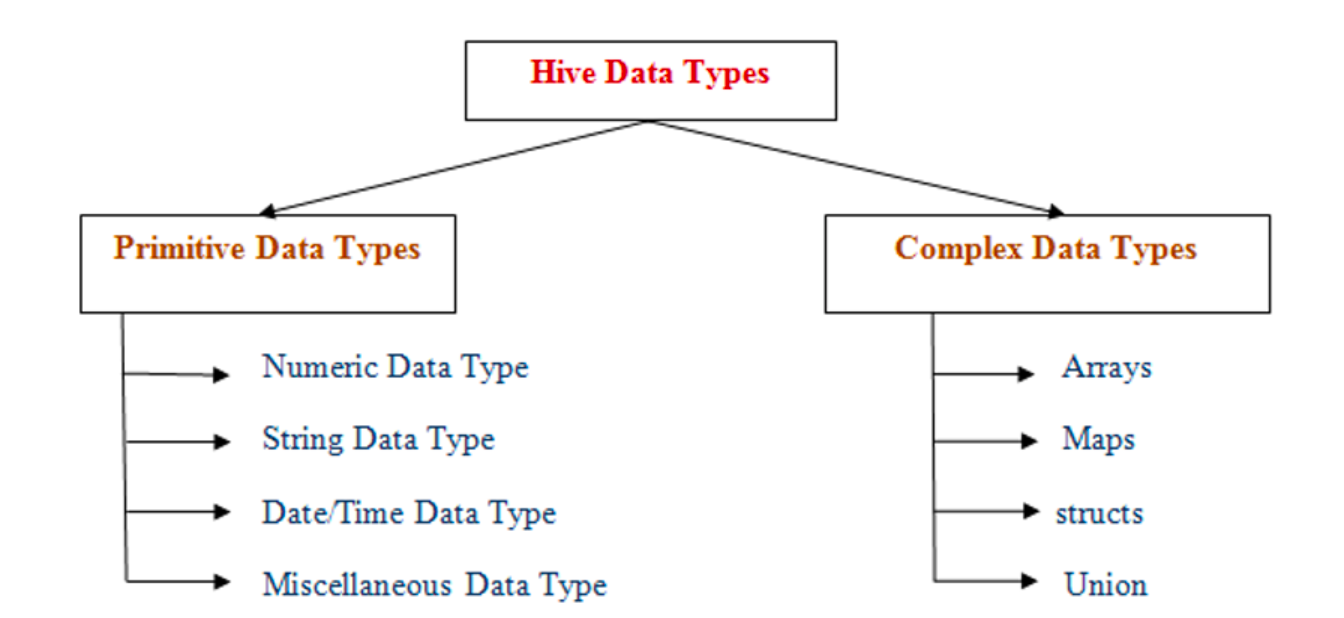 Hive Data Types
Primitive Data Types
Numeric Data Type
String Data Type
Date/Time Data Type
Miscellaneous Data Type
Complex Data Types
Arrays
Maps
structs
Union